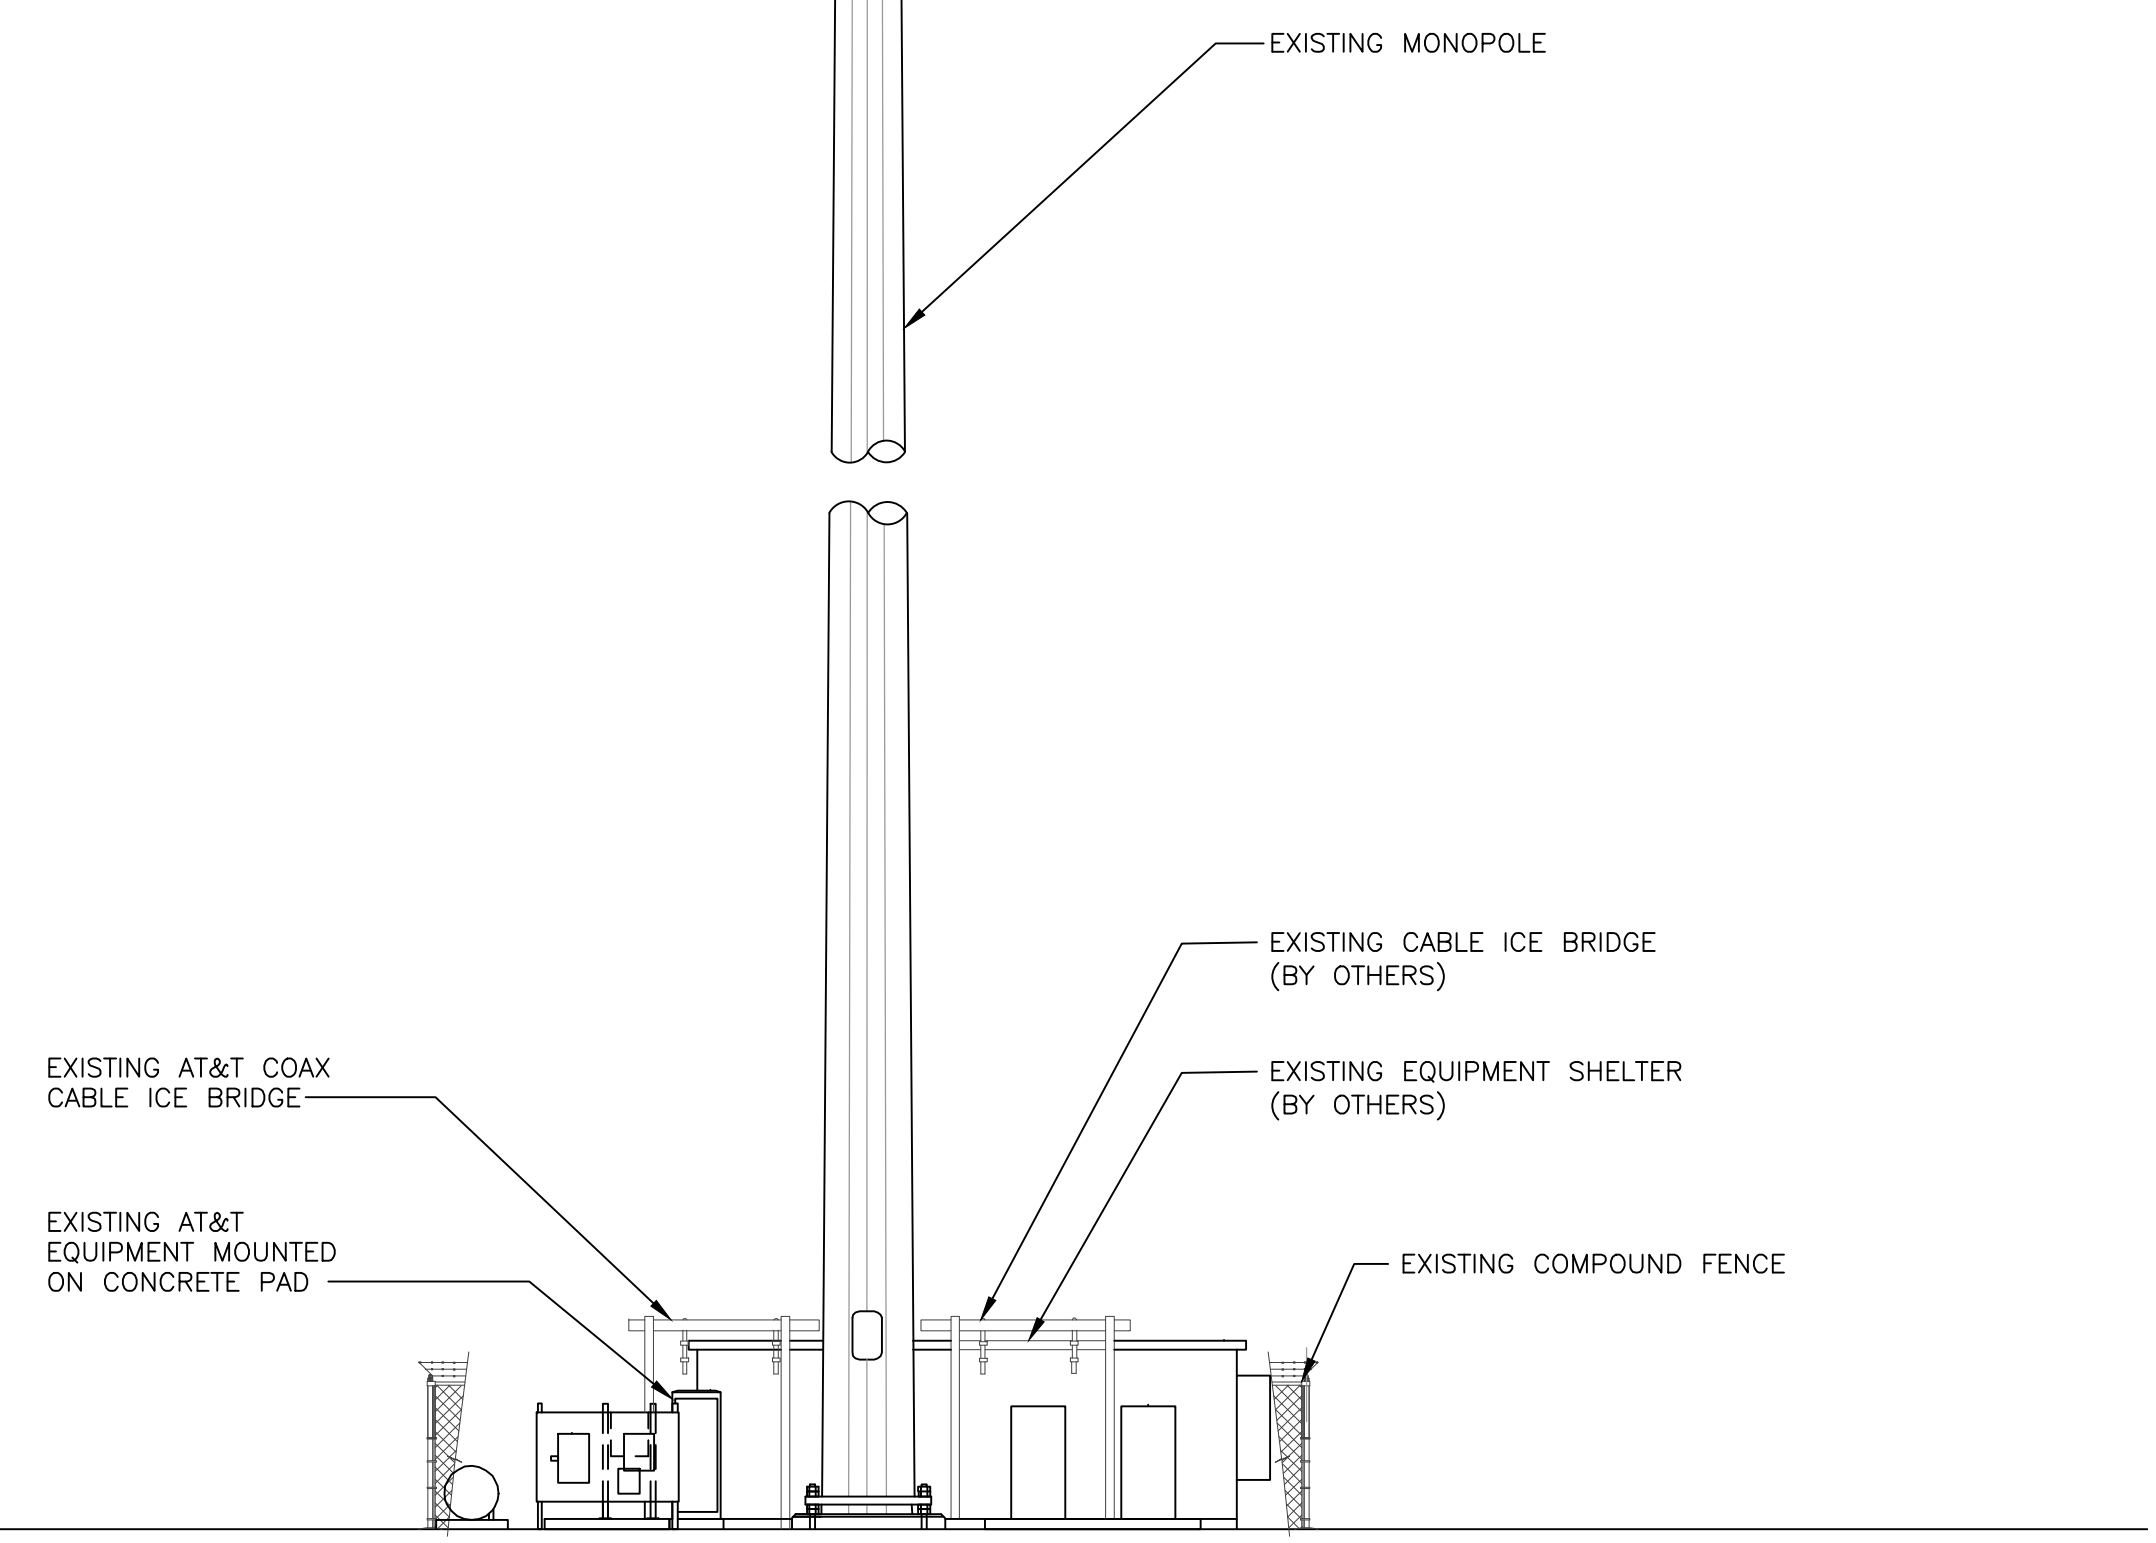 EXISTING MONOPOLE
EXISTING CABLE ICE BRIDGE
(BY OTHERS)
EXISTING AT&T COAX
CABLE ICE BRIDGE
EXISTING EQUIPMENT SHELTER
(BY OTHERS)
EXISTING AT&T
EQUIPMENT MOUNTED
ON CONCRETE PAD
EXISTING COMPOUND FENCE